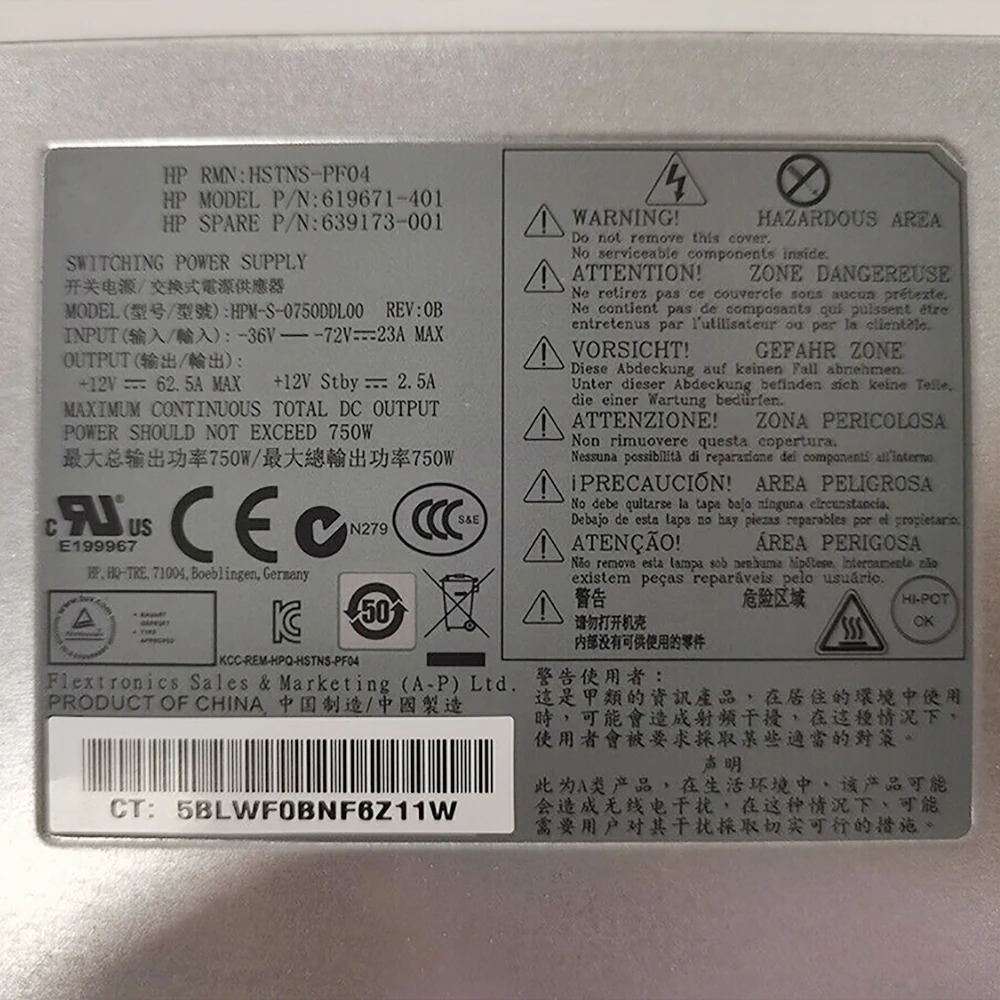 HP RMN:HSTNS-PF04
HP MODEL P/N:619671-401
HP SPARE P/N:639173-001
SWITCHING POWER SUPPLY
开关电源/交換式電源供應器
MODEL(型号/型號):HPM-S-0750DDL00 REV:0B
INPUT(输入/輸入): -36V — -72V⎓23A MAX
OUTPUT(输出/輸出):
+12V ⎓ 62.5A MAX +12V Stby ⎓ 2.5A
MAXIMUM CONTINUOUS TOTAL DC OUTPUT
POWER SHOULD NOT EXCEED 750W
最大总输出功率750W/最大總輸出功率750W
C RU US
E199967
CE
N279
CCC S&E
HP, HQ-TRE, 71004, Boeblingen, Germany
TYPE
APPROVED
50
KCC-REM-HPQ-HSTNS-PF04
Flextronics Sales & Marketing (A-P) Ltd.
PRODUCT OF CHINA 中国制造/中國製造
CT: 5BLWF0BNF6Z11W
WARNING! HAZARDOUS AREA
Do not remove this cover.
No serviceable components inside.
ATTENTION! ZONE DANGEREUSE
Ne retirez pas ce couvercle sous aucun prétexte.
Ne contient pas de composants qui puissent être
entretenus par l'utilisateur ou par la clientèle.
VORSICHT! GEFAHR ZONE
Diese Abdeckung auf keinen Fall abnehmen.
Unter dieser Abdeckung befinden sich keine Teile,
die einer Wartung bedürfen.
ATTENZIONE! ZONA PERICOLOSA
Non rimuovere questa copertura.
Nessuna possibilità di reparazione dei componenti all'interno.
¡PRECAUCIÓN! AREA PELIGROSA
No debe quitarse la tapa bajo ninguna circunstancia.
Debajo de esta tapa no hay piezas reparables por el propietario.
ATENÇÃO! ÁREA PERIGOSA
Não remova esta tampa sob nenhuma hipótese, internamente não
existem peças reparáveis pelo usuário.
警告 危险区域
请勿打开机壳
内部没有可供使用的零件
HI-POT
OK
警告使用者：
這是甲類的資訊產品，在居住的環境中使用
時，可能會造成射頻干擾，在這種情況下，
使用者會被要求採取某些適當的對策。
声明
此为A类产品，在生活环境中，该产品可能
会造成无线电干扰，在这种情况下，可能
需要用户对其干扰採取切实可行的措施。